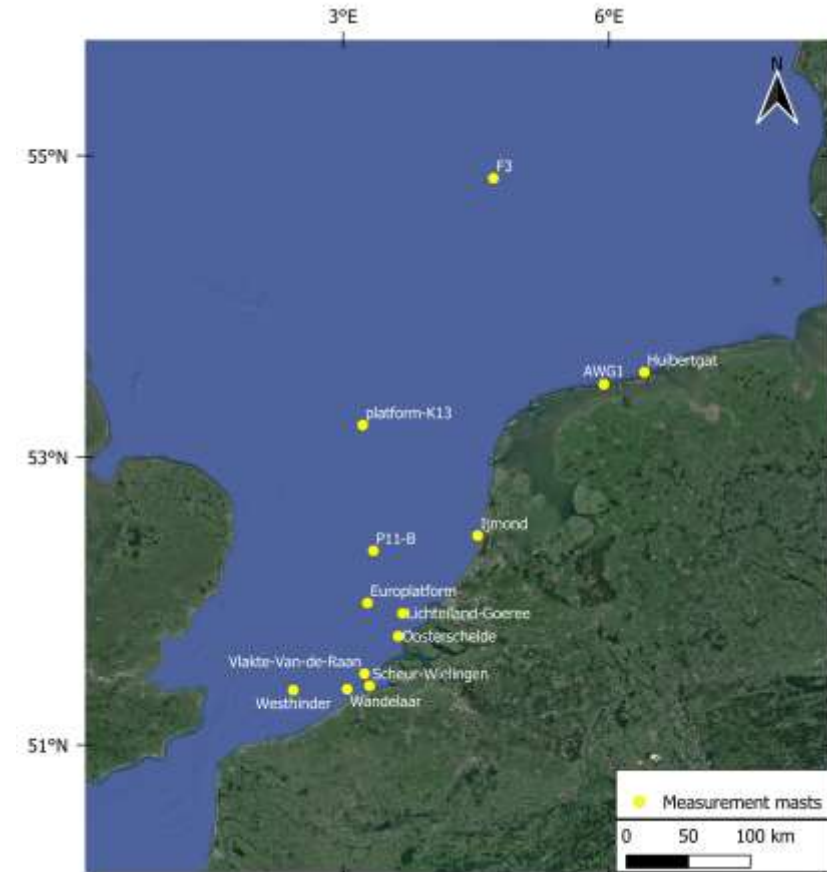 3°E
6°E
N
55°N
F3
Huibertgat
AWG1
platform-K13
53°N
Ijmond
P11-B
Europlatform
Lichteiland-Goeree
Oosterschelde
Vlakte-Van-de-Raan
Scheur-Wielingen
Westhinder
Wandelaar
51°N
Measurement masts
0 50 100 km